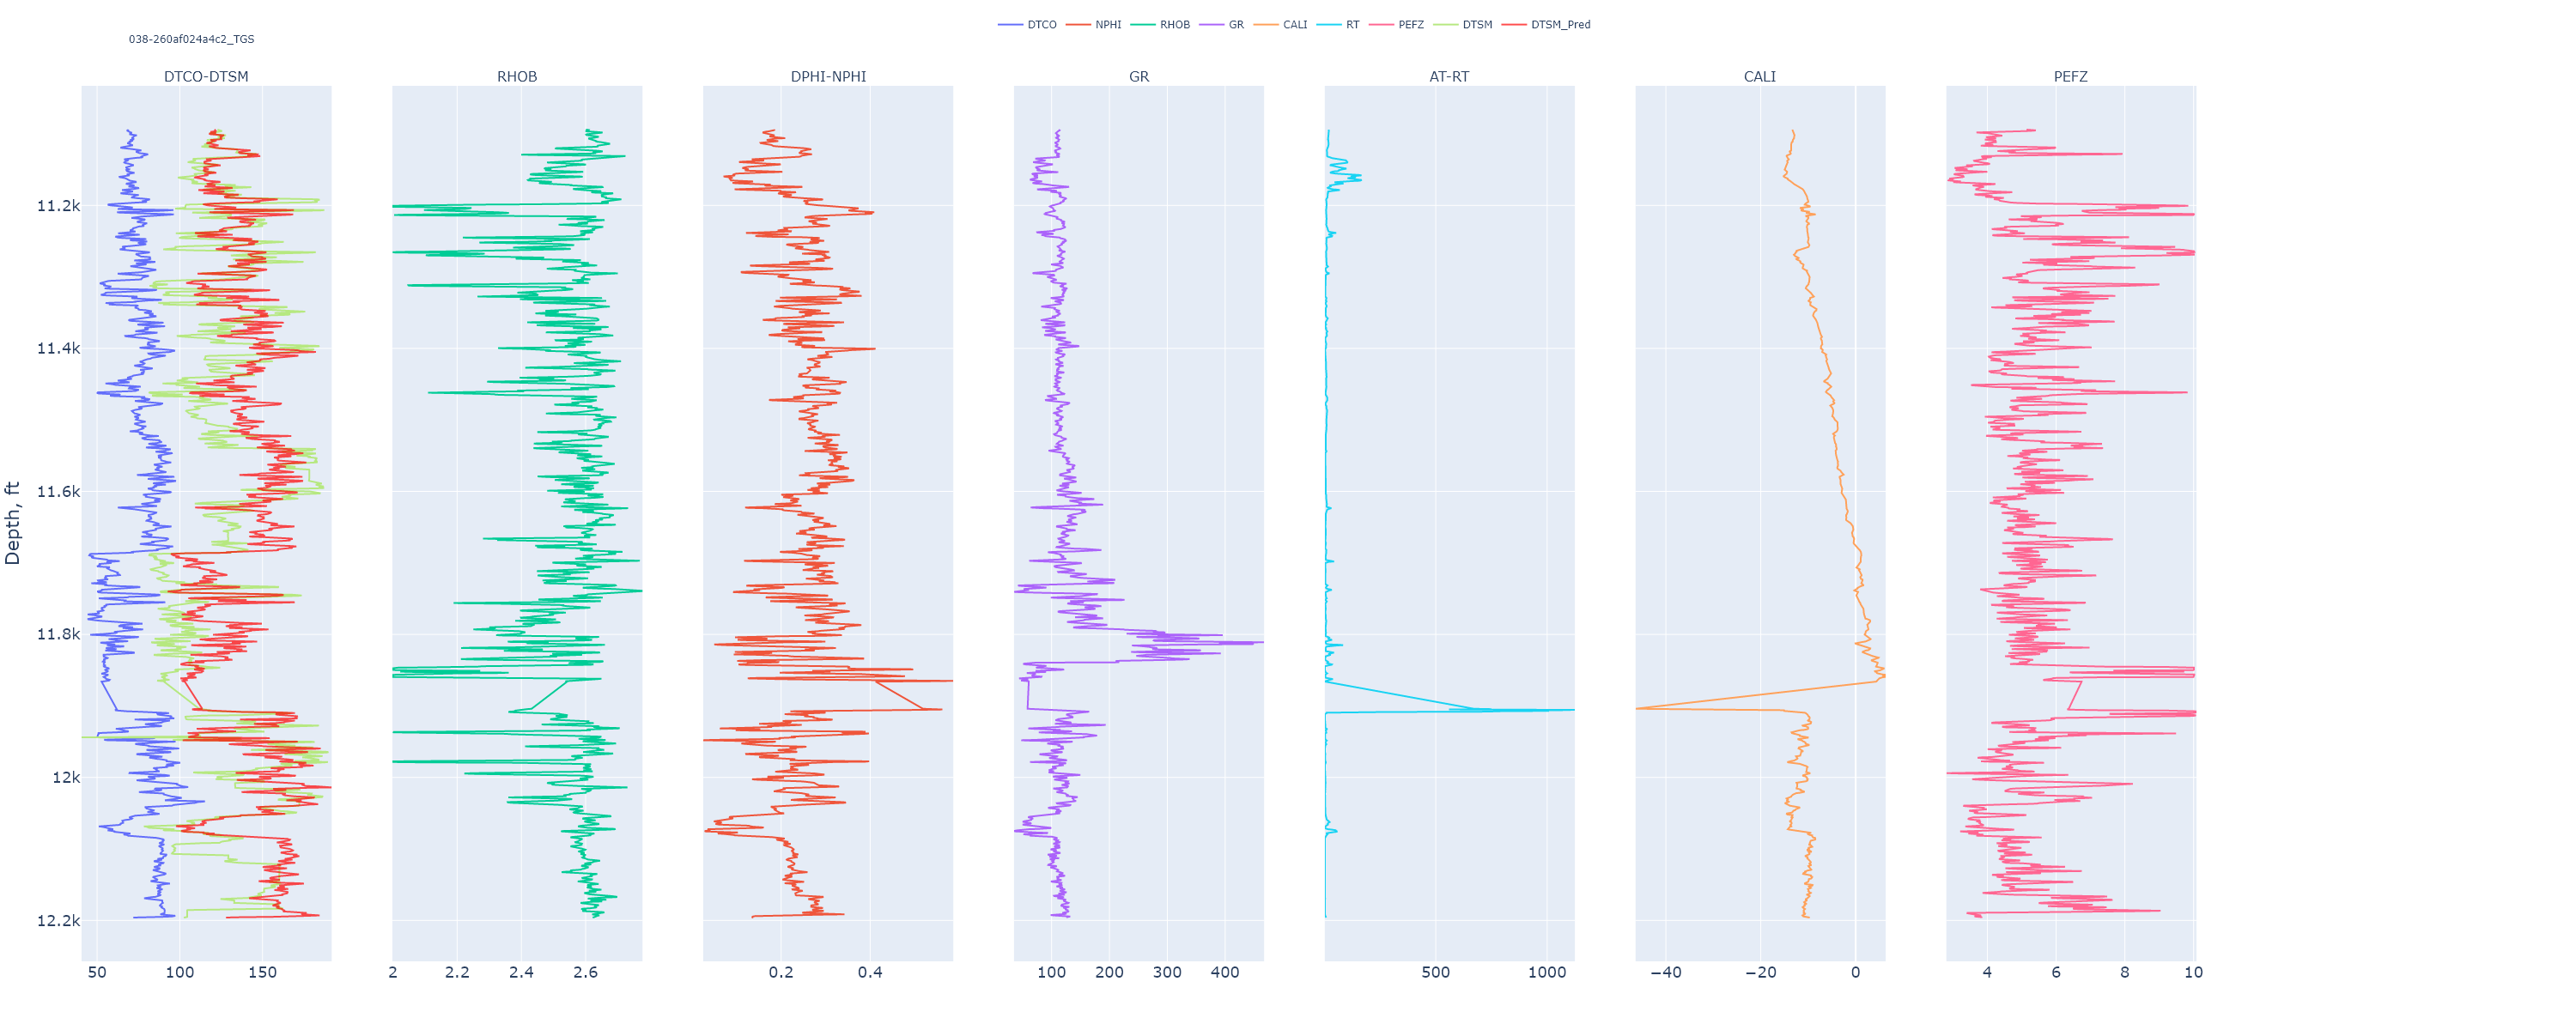 DTCO NPHI RHOB GR CALI RT PEFZ DTSM DTSM_Pred
038-260af024a4c2_TGS
DTCO-DTSM RHOB DPHI-NPHI GR AT-RT CALI PEFZ
Depth, ft
11.2k
11.4k
11.6k
11.8k
12k
12.2k
50 100 150 2 2.2 2.4 2.6 0.2 0.4 100 200 300 400 500 1000 −40 −20 0 4 6 8 10